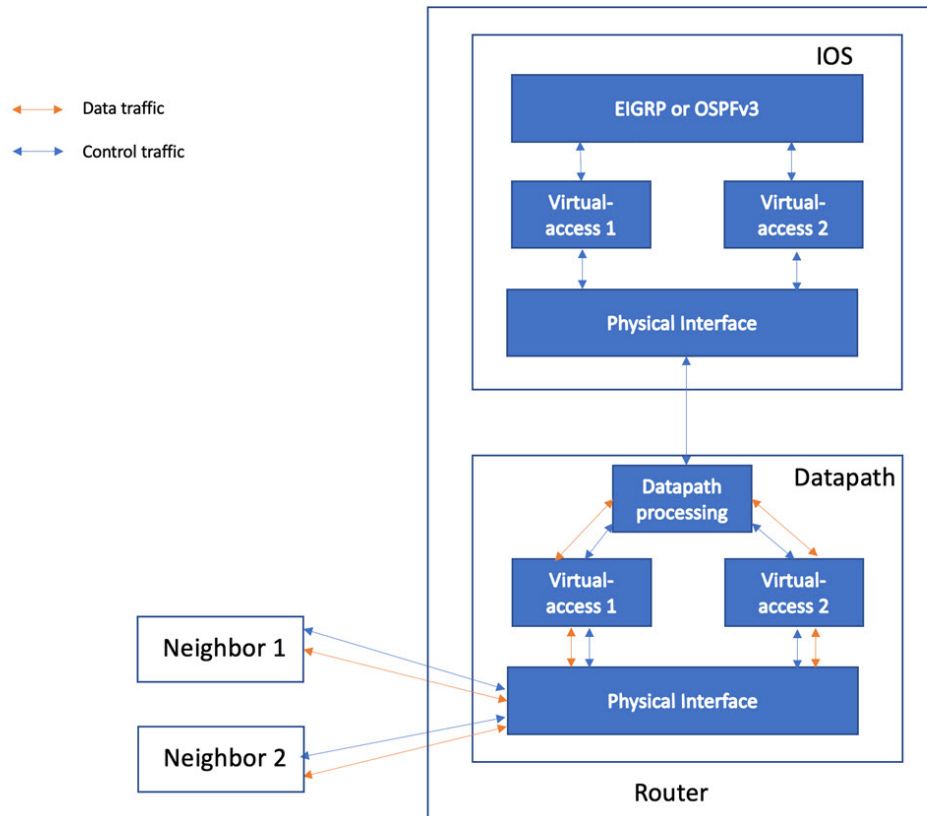 IOS
EIGRP or OSPFv3
Data traffic
Control traffic
Virtual-
access 1
Virtual-
access 2
Physical Interface
Datapath
Datapath
processing
Virtual-
access 1
Virtual-
access 2
Neighbor 1
Physical Interface
Neighbor 2
Router